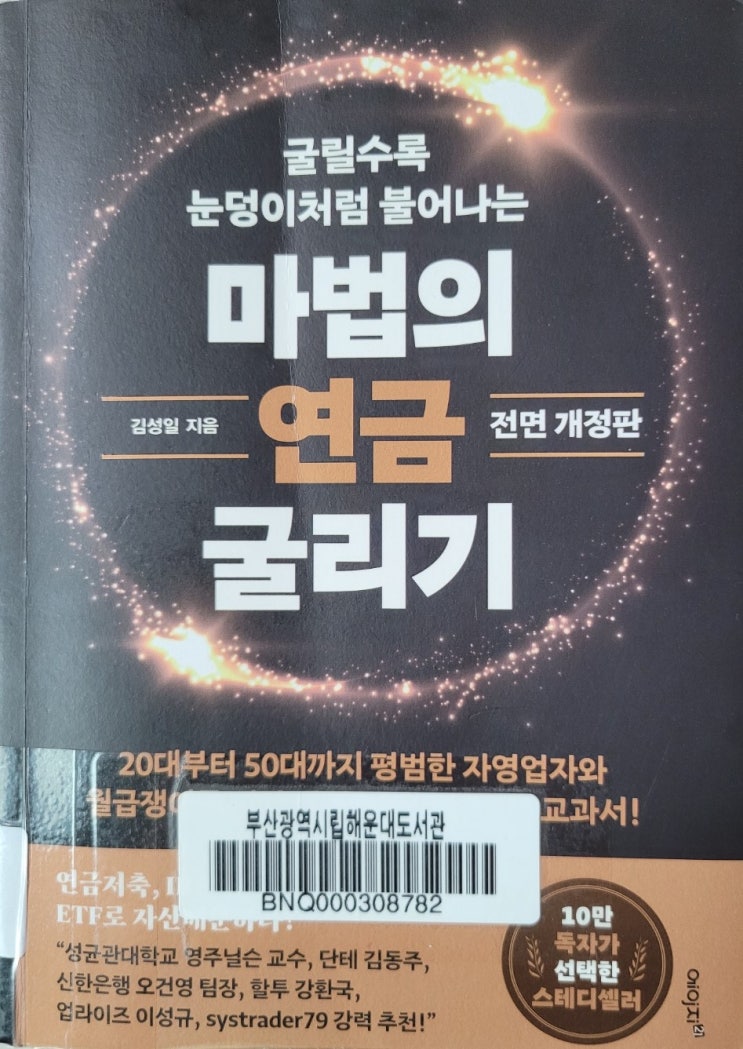 굴릴수록
눈덩이처럼 불어나는
마법의
김성일 지음
연금
전면 개정판
굴리기
20대부터 50대까지 평범한 자영업자와
월급쟁이 교과서!
부산광역시립해운대도서관
BNQ000308782
연금저축,
ETF로
10만
독자가
선택한
스테디셀러
"성균관대학교 영주닐슨 교수, 단테 김동주,
신한은행 오건영 팀장, 할투 강환국,
업라이즈 이성규, systrader79 강력 추천!"
에이지21